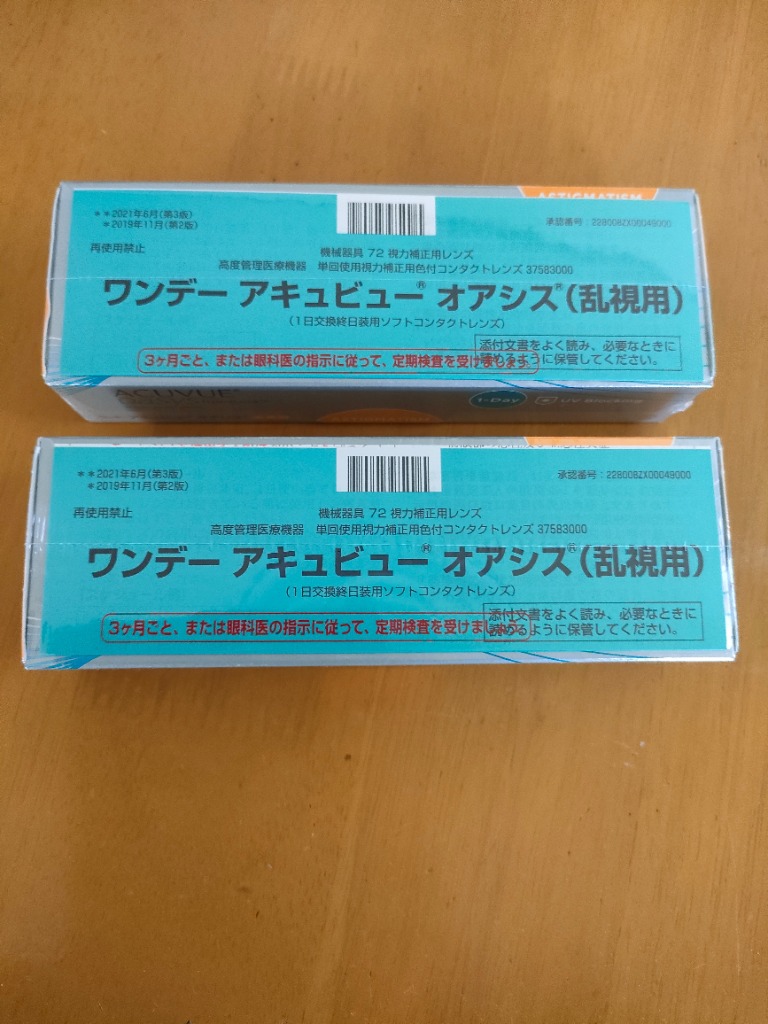 ASTIGMATISM
**2021年6月(第3版)
*2019年11月(第2版)
承認番号:22800BZX00049000
再使用禁止
機械器具 72 視力補正用レンズ
高度管理医療機器 単回使用視力補正用色付コンタクトレンズ 37583000
ワンデー アキュビュー® オアシス®(乱視用)
(1日交換終日装用ソフトコンタクトレンズ)
添付文書をよく読み、必要なときに
読めるように保管してください。
3ヶ月ごと、または眼科医の指示に従って、定期検査を受けましょう。
ACUVUE®
1-Day
UV Blocking
**2021年6月(第3版)
*2019年11月(第2版)
承認番号:22800BZX00049000
再使用禁止
機械器具 72 視力補正用レンズ
高度管理医療機器 単回使用視力補正用色付コンタクトレンズ 37583000
ワンデー アキュビュー® オアシス®(乱視用)
(1日交換終日装用ソフトコンタクトレンズ)
添付文書をよく読み、必要なときに
読めるように保管してください。
3ヶ月ごと、または眼科医の指示に従って、定期検査を受けましょう。